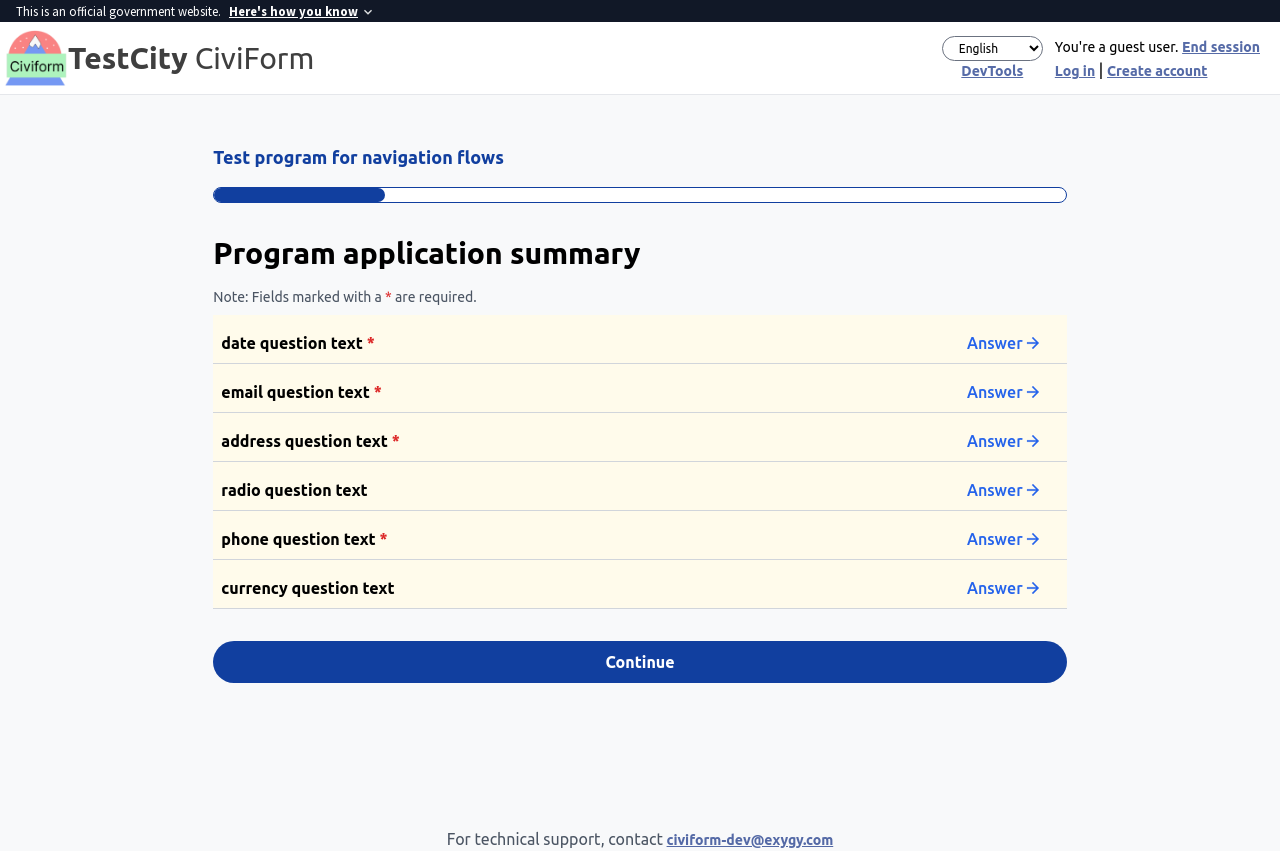 This is an official government website. Here's how you know
Civiform
TestCity CiviForm
English
You're a guest user. End session
DevTools
Log in | Create account
Test program for navigation flows
Program application summary
Note: Fields marked with a * are required.
date question text * Answer
email question text * Answer
address question text * Answer
radio question text Answer
phone question text * Answer
currency question text Answer
Continue
For technical support, contact civiform-dev@exygy.com